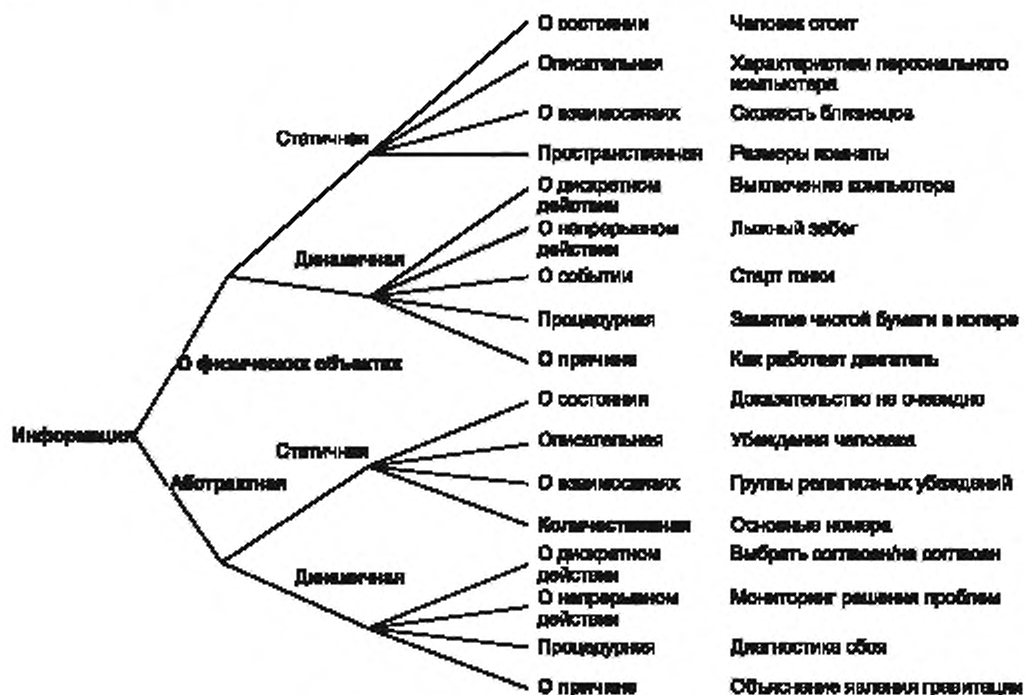 О состоянии Человек стоит
Описательная Характеристики персонального
компьютера
О взаимосвязях Схожесть близнецов
Статичная
Пространственная Размеры комнаты
О дискретном Выключение компьютера
действии
О непрерывном Лыжный забег
действии
Динамичная
О событии Старт гонки
Процедурная Замятие чистой бумаги в копире
О причине Как работает двигатель
О физических объектах
О состоянии Доказательство не очевидно
Информация
Описательная Убеждения человека
Статичная
О взаимосвязях Группы религиозных убеждений
Абстрактная
Количественная Основные номера
О дискретном Выбрать согласен/не согласен
действии
Динамичная
О непрерывном Мониторинг решения проблем
действии
Процедурная Диагностика сбоя
О причине Объяснение явления гравитации